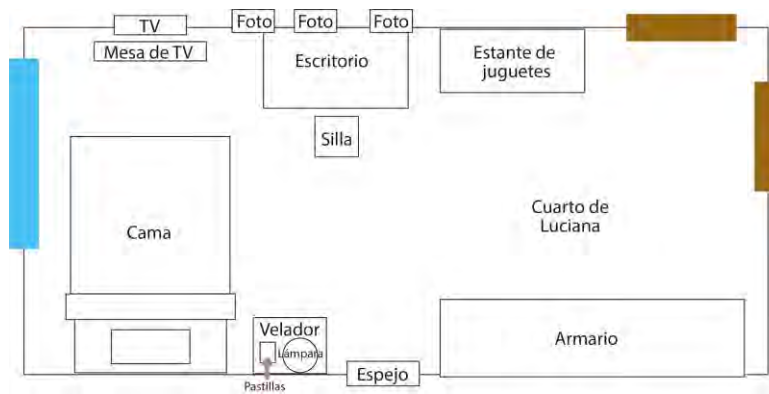 TV
Foto
Foto
Foto
Mesa de TV
Escritorio
Estante de
juguetes
Silla
Cama
Cuarto de
Luciana
Velador
Lámpara
Pastillas
Espejo
Armario